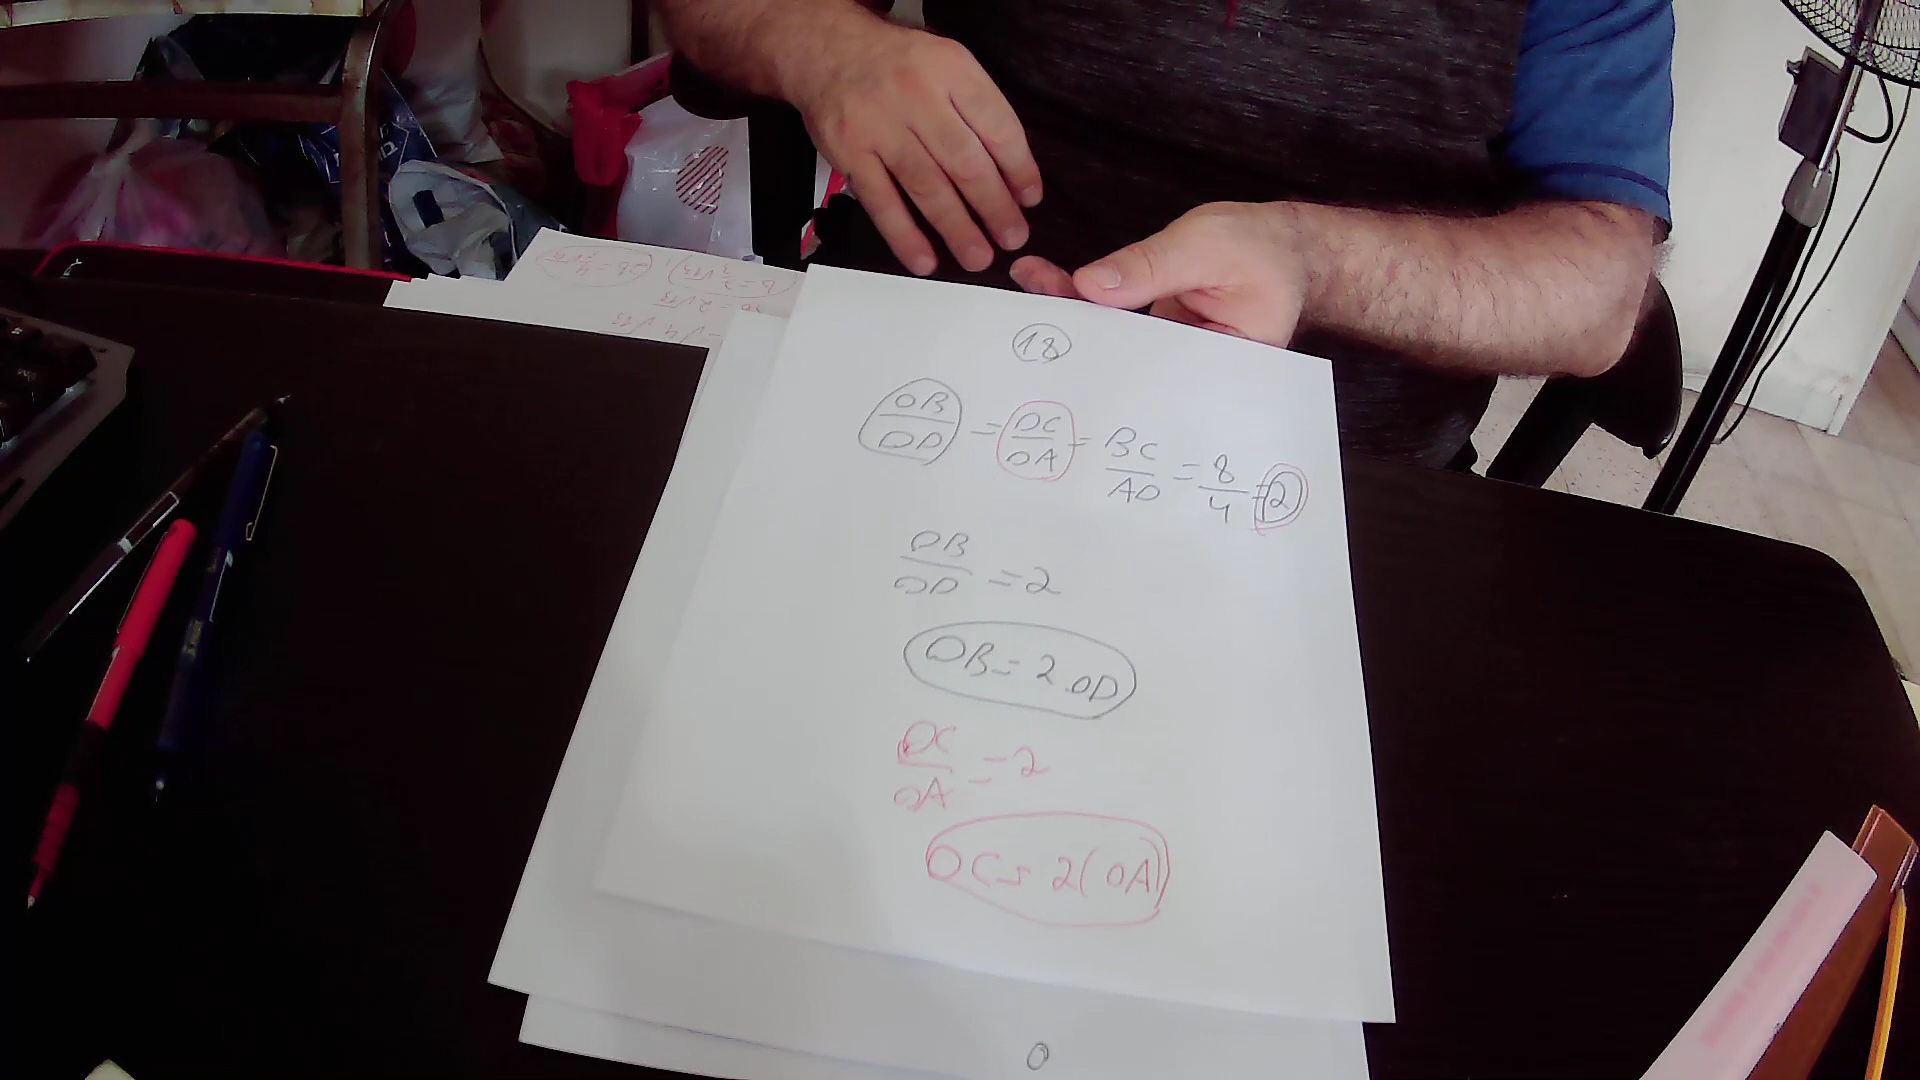 18
OB/OD = OC/OA = BC/AD = 8/4 = 2
OB/OD = 2
OB = 2 · OD
OC/OA = 2
OC = 2(OA)
0